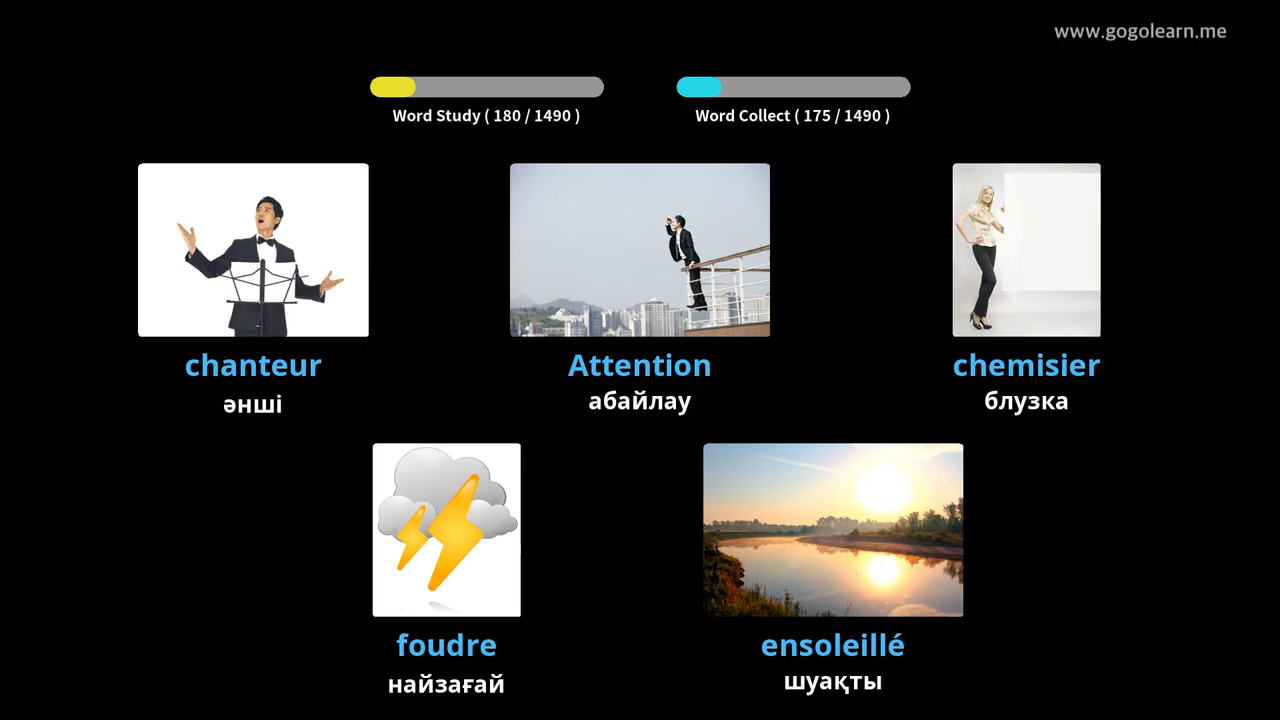 www.gogolearn.me
Word Study ( 180 / 1490 )
Word Collect ( 175 / 1490 )
chanteur
әнші
Attention
абайлау
chemisier
блузка
foudre
найзағай
ensoleillé
шуақты